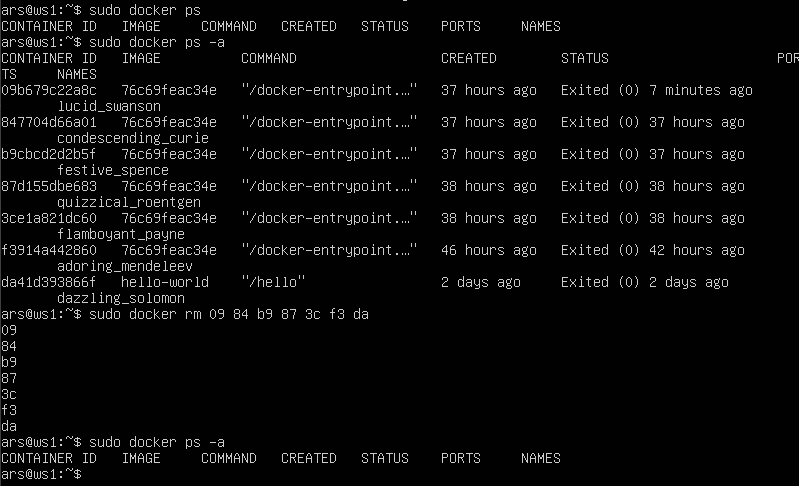 ars@ws1:~$ sudo docker ps
CONTAINER ID   IMAGE     COMMAND   CREATED   STATUS    PORTS     NAMES
ars@ws1:~$ sudo docker ps -a
CONTAINER ID   IMAGE          COMMAND                  CREATED        STATUS                     POR
TS     NAMES
09b679c22a8c   76c69feac34e   "/docker-entrypoint.…"   37 hours ago   Exited (0) 7 minutes ago
       lucid_swanson
847704d66a01   76c69feac34e   "/docker-entrypoint.…"   37 hours ago   Exited (0) 37 hours ago
       condescending_curie
b9cbcd2d2b5f   76c69feac34e   "/docker-entrypoint.…"   37 hours ago   Exited (0) 37 hours ago
       festive_spence
87d155dbe683   76c69feac34e   "/docker-entrypoint.…"   38 hours ago   Exited (0) 38 hours ago
       quizzical_roentgen
3ce1a821dc60   76c69feac34e   "/docker-entrypoint.…"   38 hours ago   Exited (0) 38 hours ago
       flamboyant_payne
f3914a442860   76c69feac34e   "/docker-entrypoint.…"   46 hours ago   Exited (0) 42 hours ago
       adoring_mendeleev
da41d393866f   hello-world    "/hello"                 2 days ago     Exited (0) 2 days ago
       dazzling_solomon
ars@ws1:~$ sudo docker rm 09 84 b9 87 3c f3 da
09
84
b9
87
3c
f3
da
ars@ws1:~$ sudo docker ps -a
CONTAINER ID   IMAGE     COMMAND   CREATED   STATUS    PORTS     NAMES
ars@ws1:~$